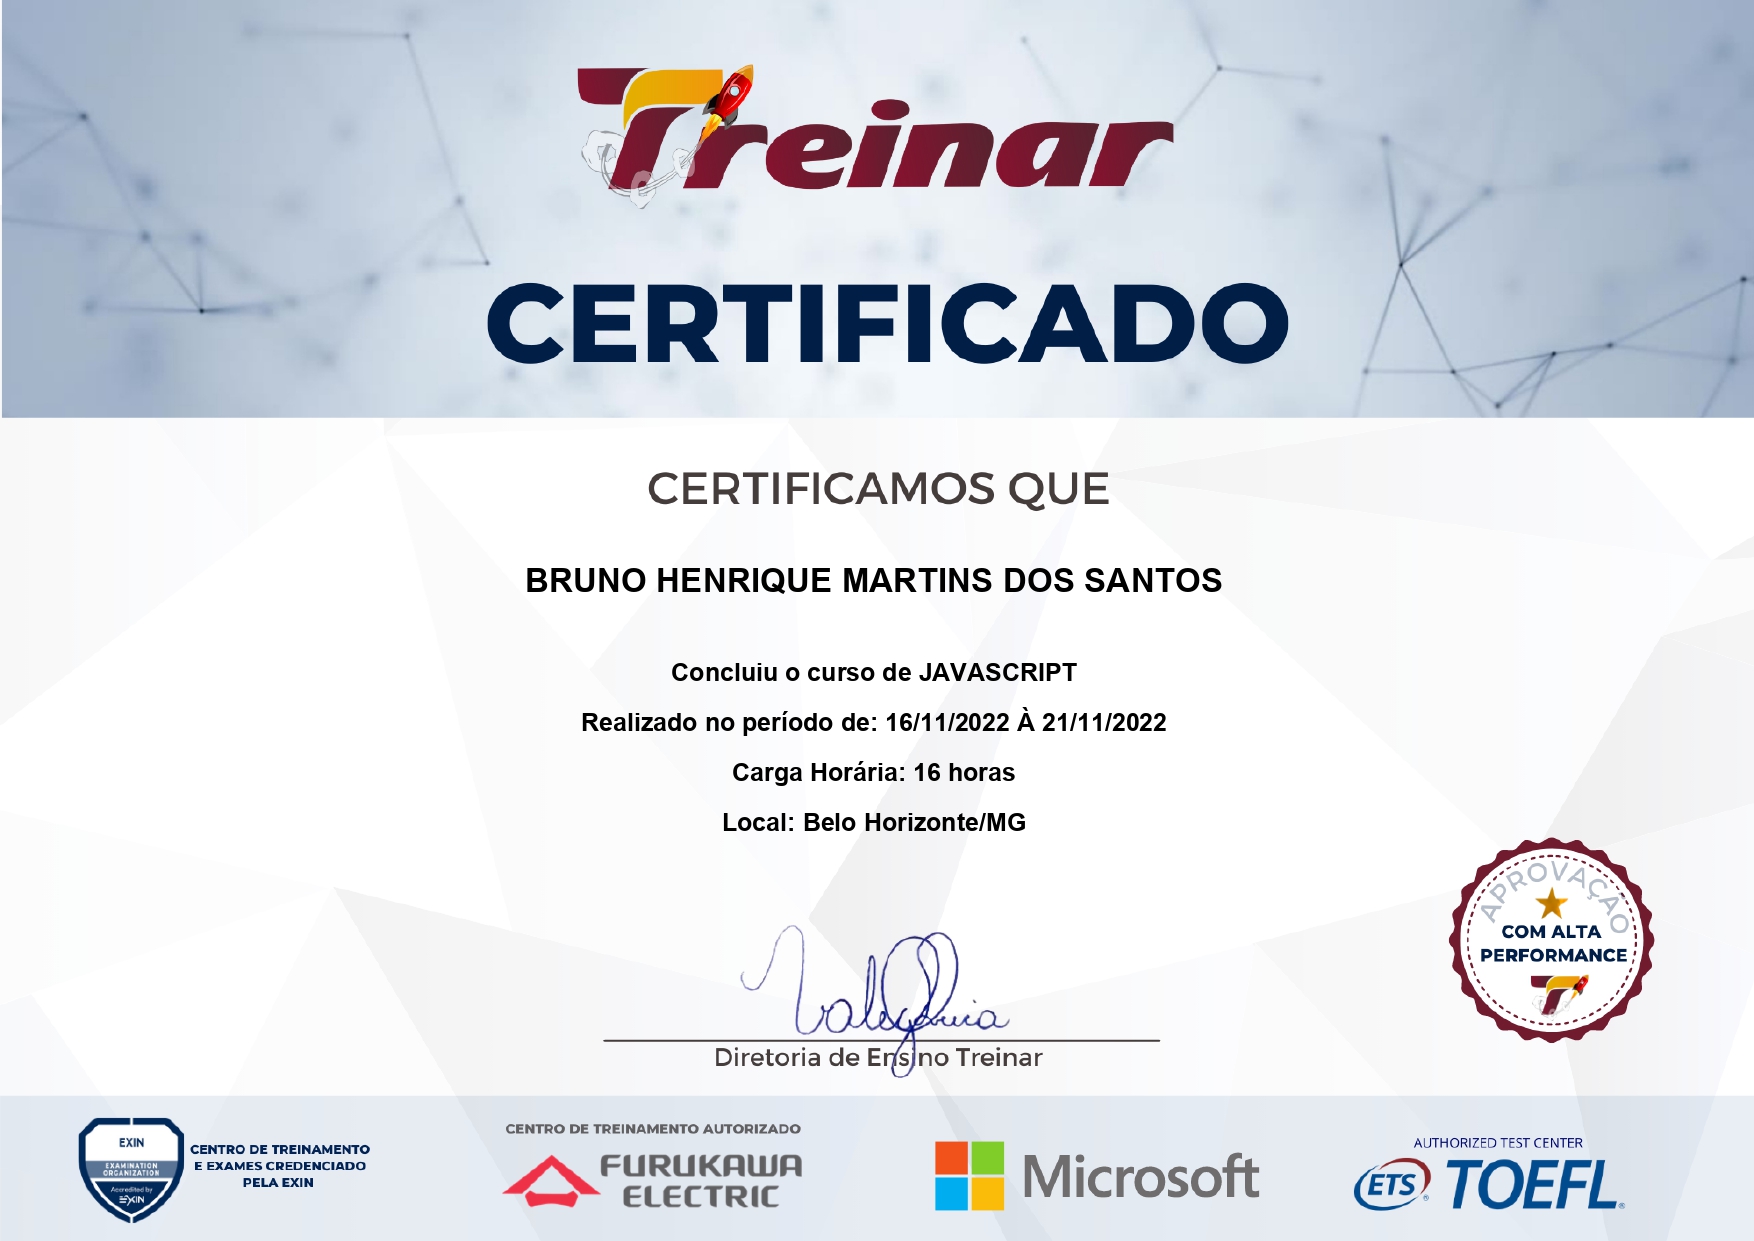 Treinar
CERTIFICADO
CERTIFICAMOS QUE
BRUNO HENRIQUE MARTINS DOS SANTOS
Concluiu o curso de JAVASCRIPT
Realizado no período de: 16/11/2022 À 21/11/2022
Carga Horária: 16 horas
Local: Belo Horizonte/MG
APROVAÇÃO
COM ALTA
PERFORMANCE
Diretoria de Ensino Treinar
EXIN
EXAMINATION
ORGANIZATION
Accredited by
EXIN
CENTRO DE TREINAMENTO
E EXAMES CREDENCIADO
PELA EXIN
CENTRO DE TREINAMENTO AUTORIZADO
FURUKAWA
ELECTRIC
Microsoft
AUTHORIZED TEST CENTER
ETS® TOEFL®